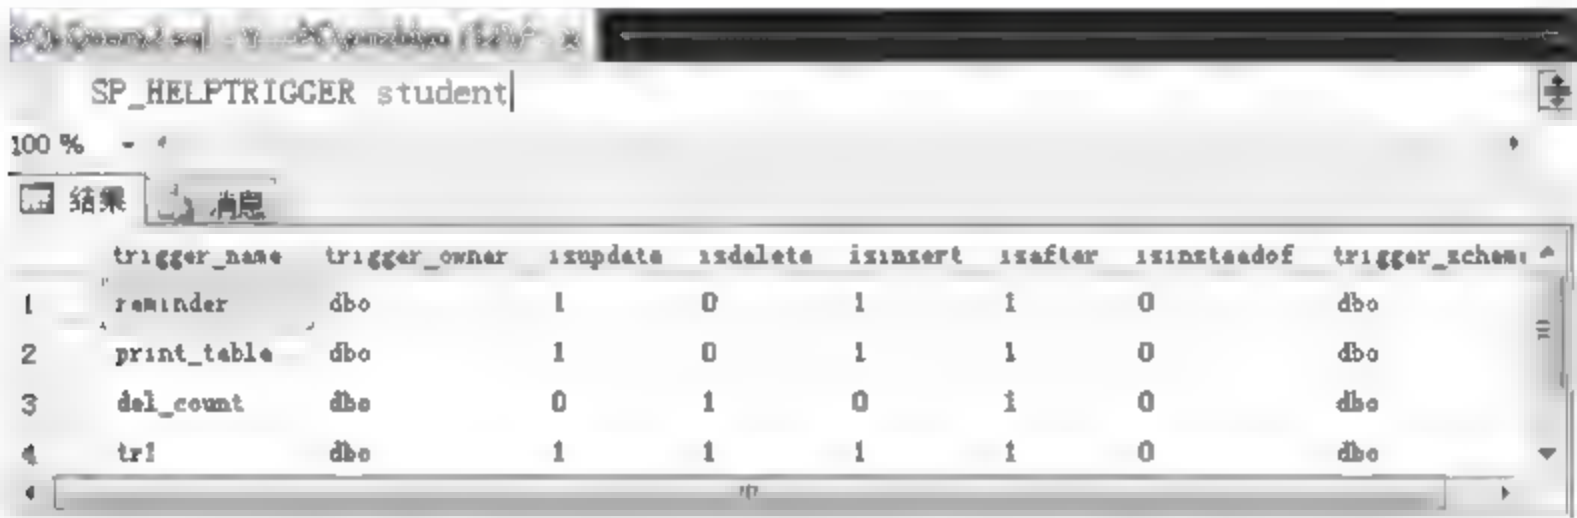 SP_HELPTRIGGER student
100 %
结果 消息
trigger_name trigger_owner isupdate isdelete isinsert isafter isinsteadof trigger_schema
1 reminder dbo 1 0 1 1 0 dbo
2 print_table dbo 1 0 1 1 0 dbo
3 del_count dbo 0 1 0 1 0 dbo
4 tr1 dbo 1 1 1 1 0 dbo